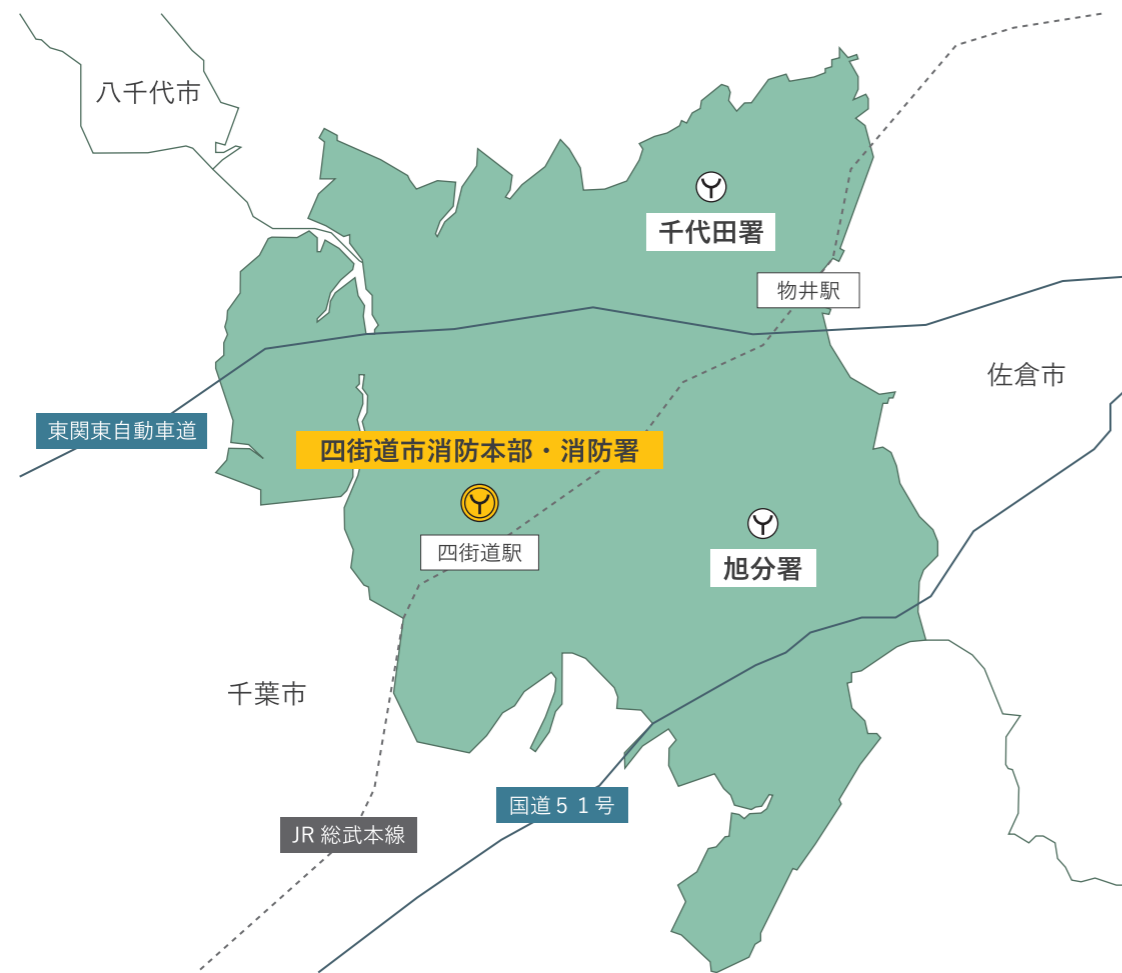 八千代市
千代田署
物井駅
佐倉市
東関東自動車道
四街道市消防本部・消防署
四街道駅
旭分署
千葉市
国道５１号
JR 総武本線